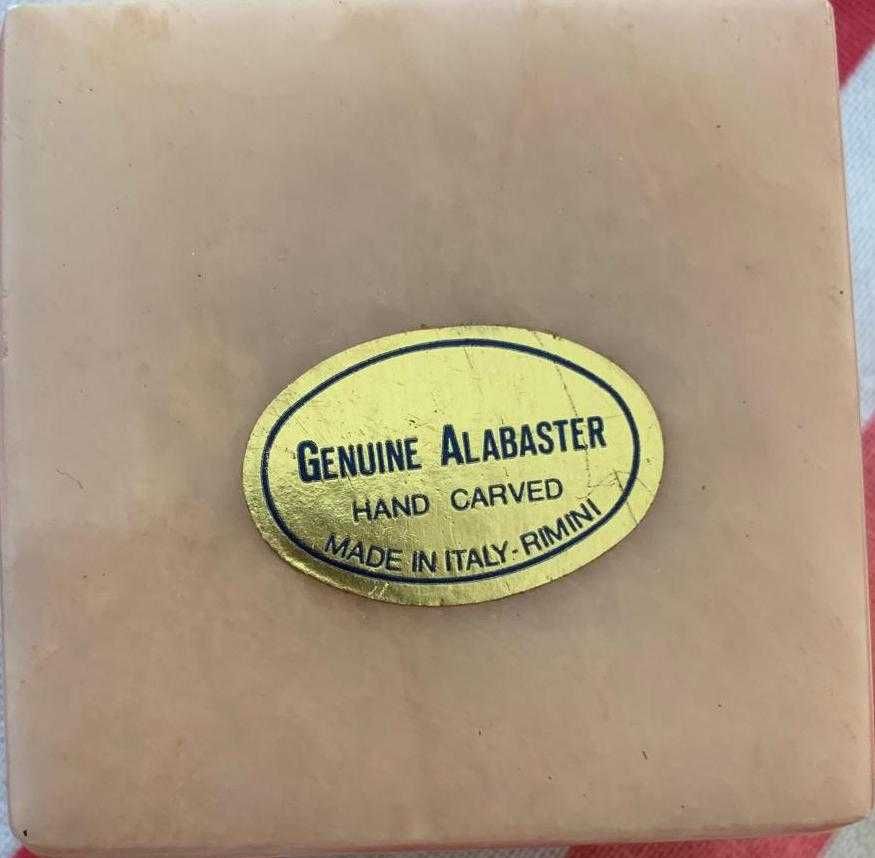 GENUINE ALABASTER
HAND CARVED
MADE IN ITALY-RIMINI